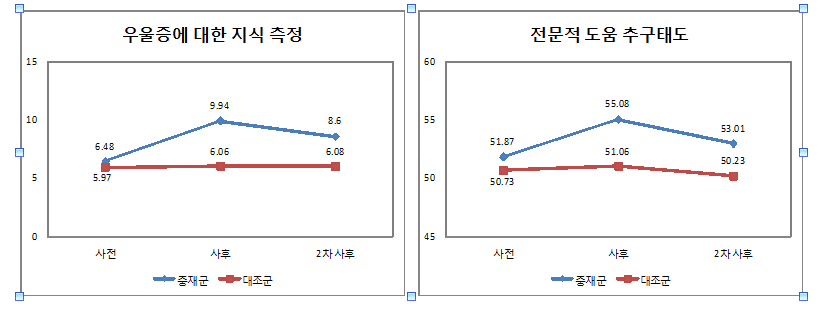 우울증에 대한 지식 측정
15
10
5
0
6.48
9.94
8.6
5.97
6.06
6.08
사전
사후
2차 사후
중재군
대조군
전문적 도움 추구태도
60
55
50
45
51.87
55.08
53.01
50.73
51.06
50.23
사전
사후
2차 사후
중재군
대조군